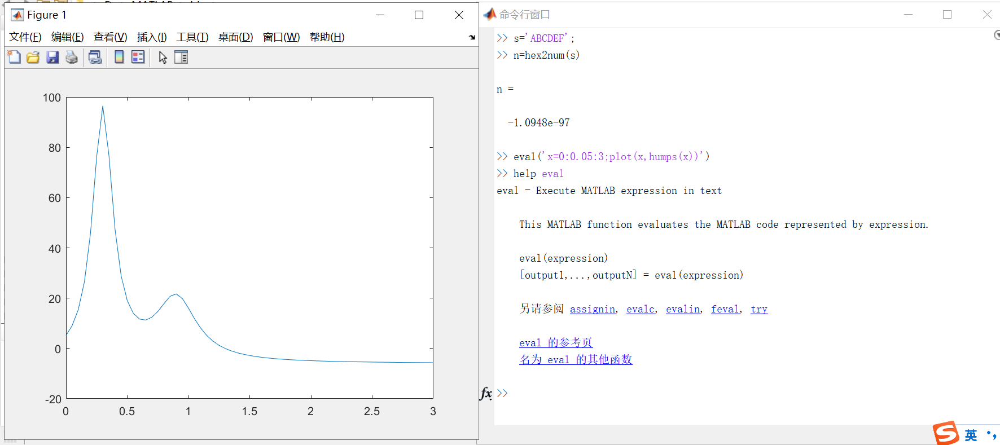 Figure 1
文件(F) 编辑(E) 查看(V) 插入(I) 工具(T) 桌面(D) 窗口(W) 帮助(H)
100
80
60
40
20
0
-20
0 0.5 1 1.5 2 2.5 3
命令行窗口
>> s='ABCDEF';
>> n=hex2num(s)
n =
-1.0948e-97
>> eval('x=0:0.05:3;plot(x,humps(x))')
>> help eval
eval - Execute MATLAB expression in text
This MATLAB function evaluates the MATLAB code represented by expression.
eval(expression)
[output1,...,outputN] = eval(expression)
另请参阅 assignin, evalc, evalin, feval, try
eval 的参考页
名为 eval 的其他函数
fx >>
S 英